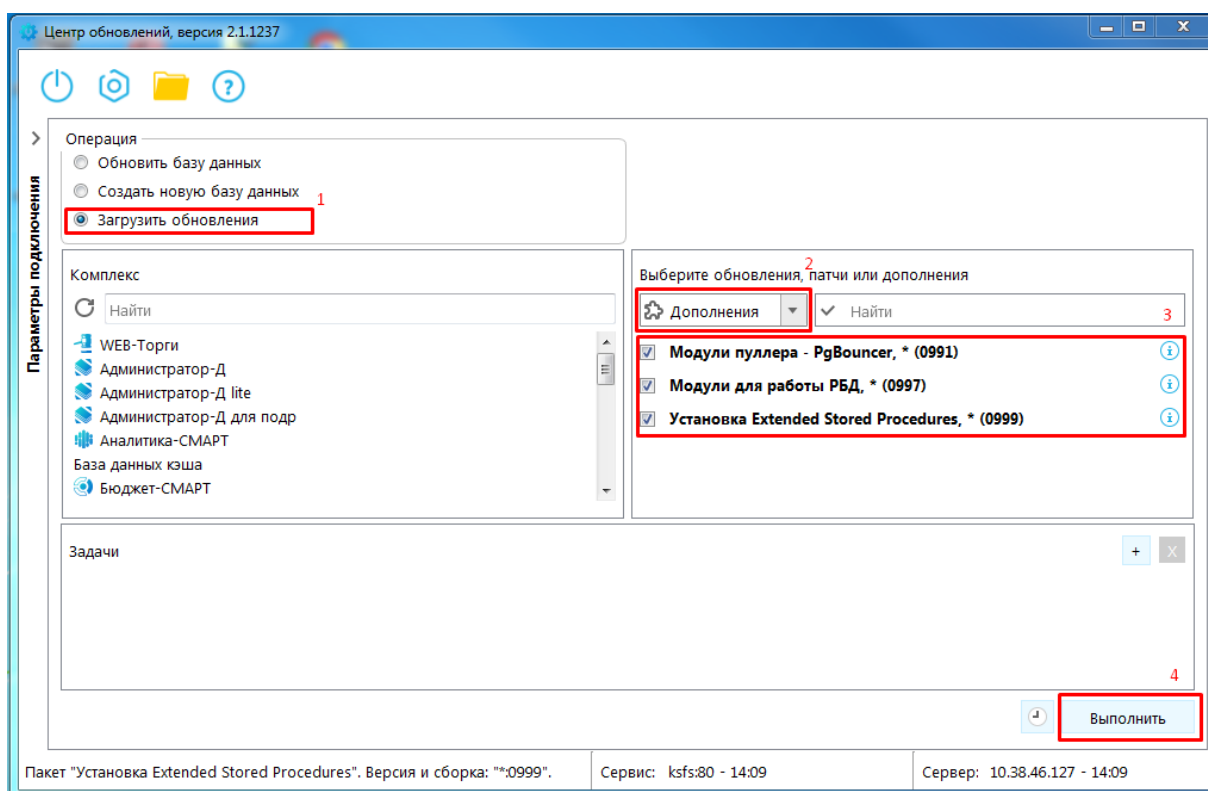 Центр обновлений, версия 2.1.1237
Параметры подключения
Операция
Обновить базу данных
Создать новую базу данных
1
Загрузить обновления
Комплекс
Найти
WEB-Торги
Администратор-Д
Администратор-Д lite
Администратор-Д для подр
Аналитика-СМАРТ
База данных кэша
Бюджет-СМАРТ
2
Выберите обновления, патчи или дополнения
Дополнения
Найти
3
Модули пуллера - PgBouncer, * (0991)
Модули для работы РБД, * (0997)
Установка Extended Stored Procedures, * (0999)
Задачи
+ X
4
Выполнить
Пакет "Установка Extended Stored Procedures". Версия и сборка: "*:0999".
Сервис: ksfs:80 - 14:09
Сервер: 10.38.46.127 - 14:09